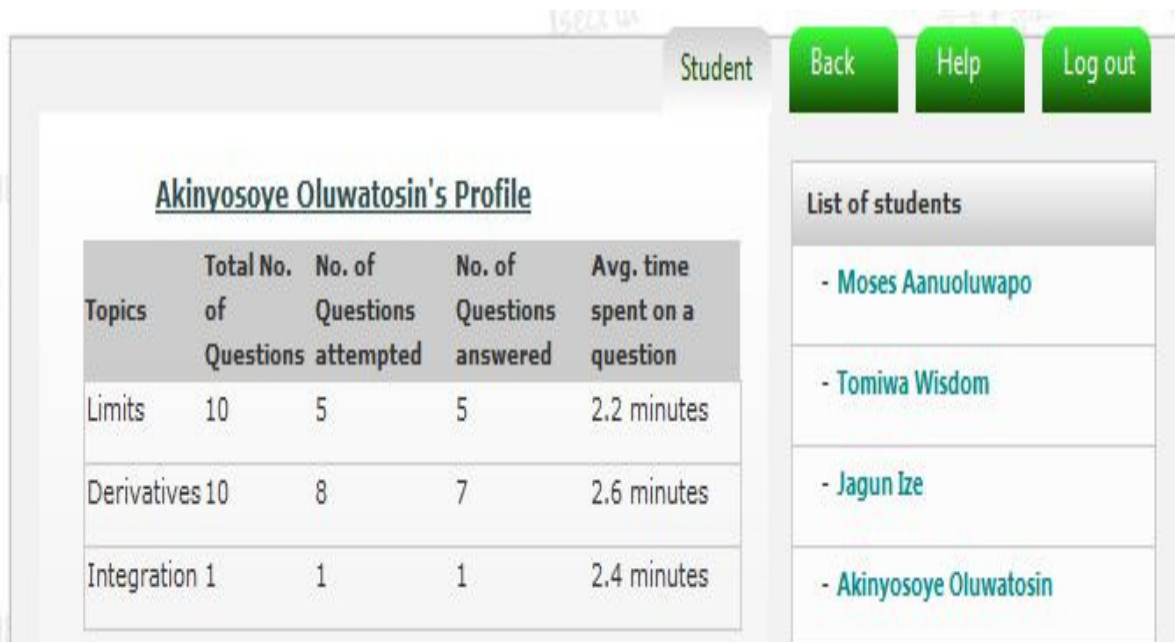 Student
Back
Help
Log out
Akinyosoye Oluwatosin's Profile
Topics
Total No.
of
Questions
No. of
Questions
attempted
No. of
Questions
answered
Avg. time
spent on a
question
Limits 10 5 5 2.2 minutes
Derivatives 10 8 7 2.6 minutes
Integration 1 1 1 2.4 minutes
List of students
- Moses Aanuoluwapo
- Tomiwa Wisdom
- Jagun Ize
- Akinyosoye Oluwatosin